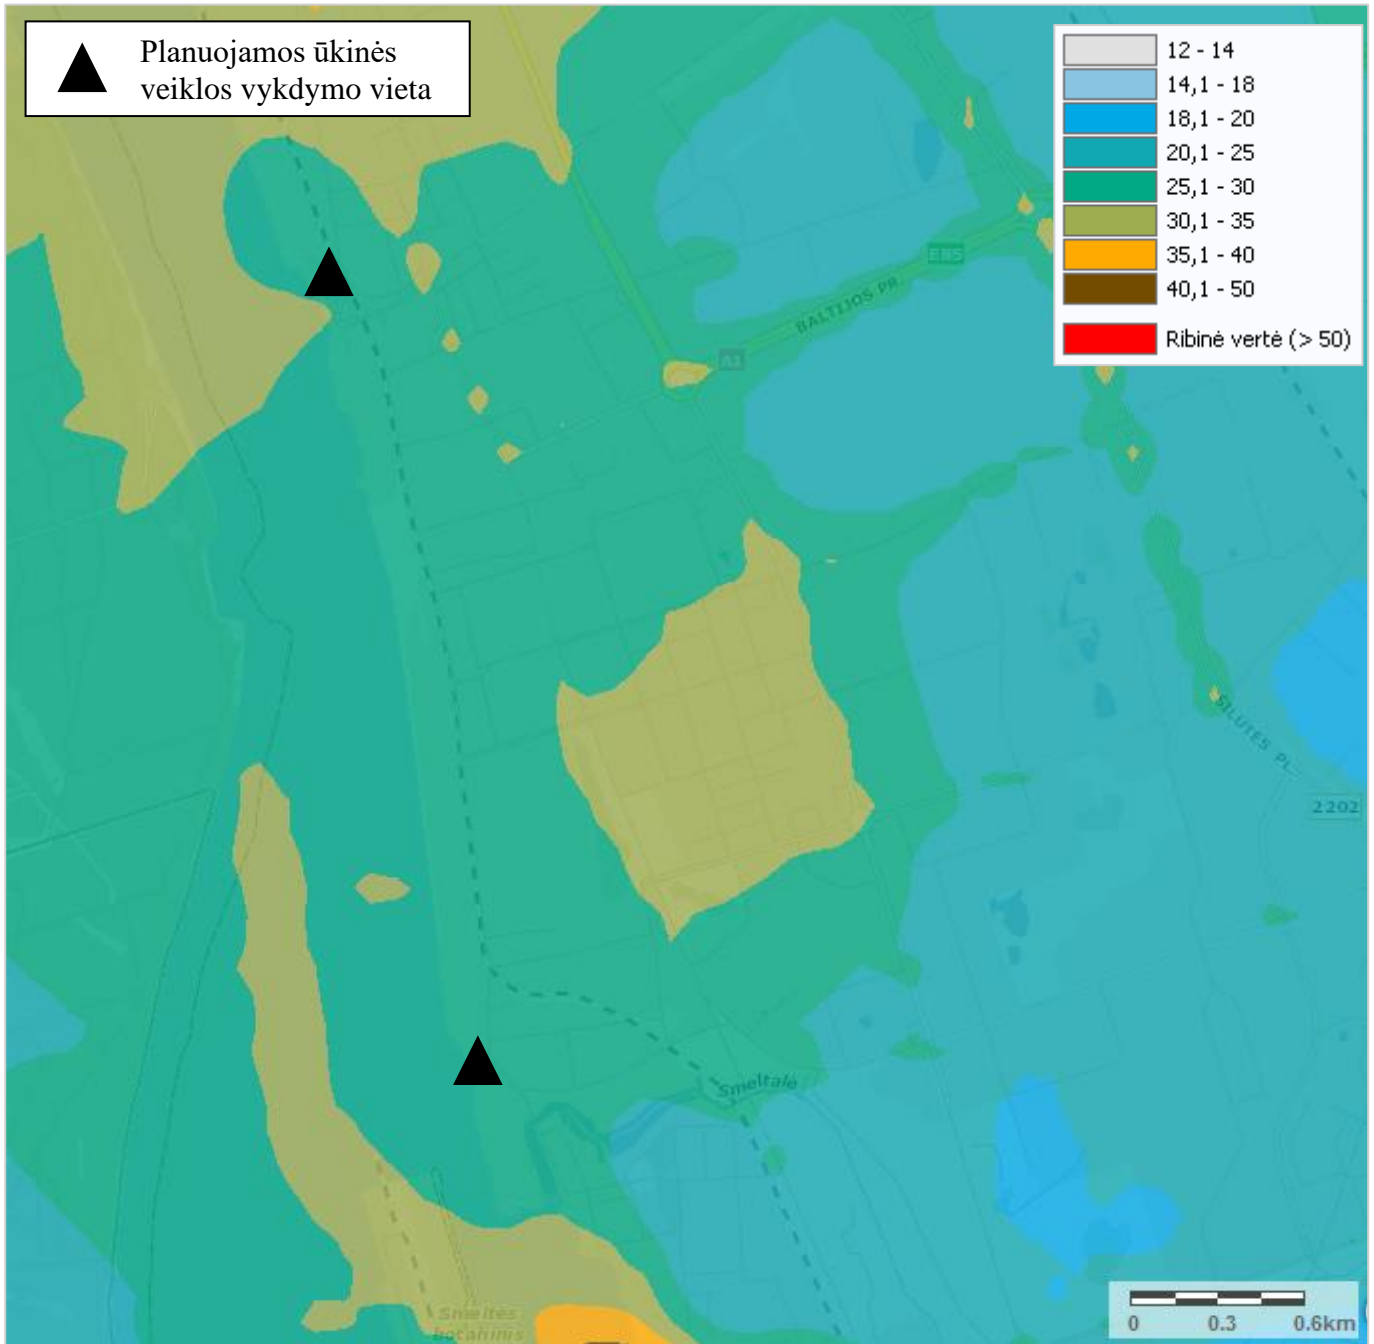 Planuojamos ūkinės
veiklos vykdymo vieta
12 - 14
14,1 - 18
18,1 - 20
20,1 - 25
25,1 - 30
30,1 - 35
35,1 - 40
40,1 - 50
Ribinė vertė (> 50)
E85
BALTIJOS PR.
A1
ŠILUTĖS PL.
2202
Smeltalė
Smeltės
botaninis
0 0.3 0.6km